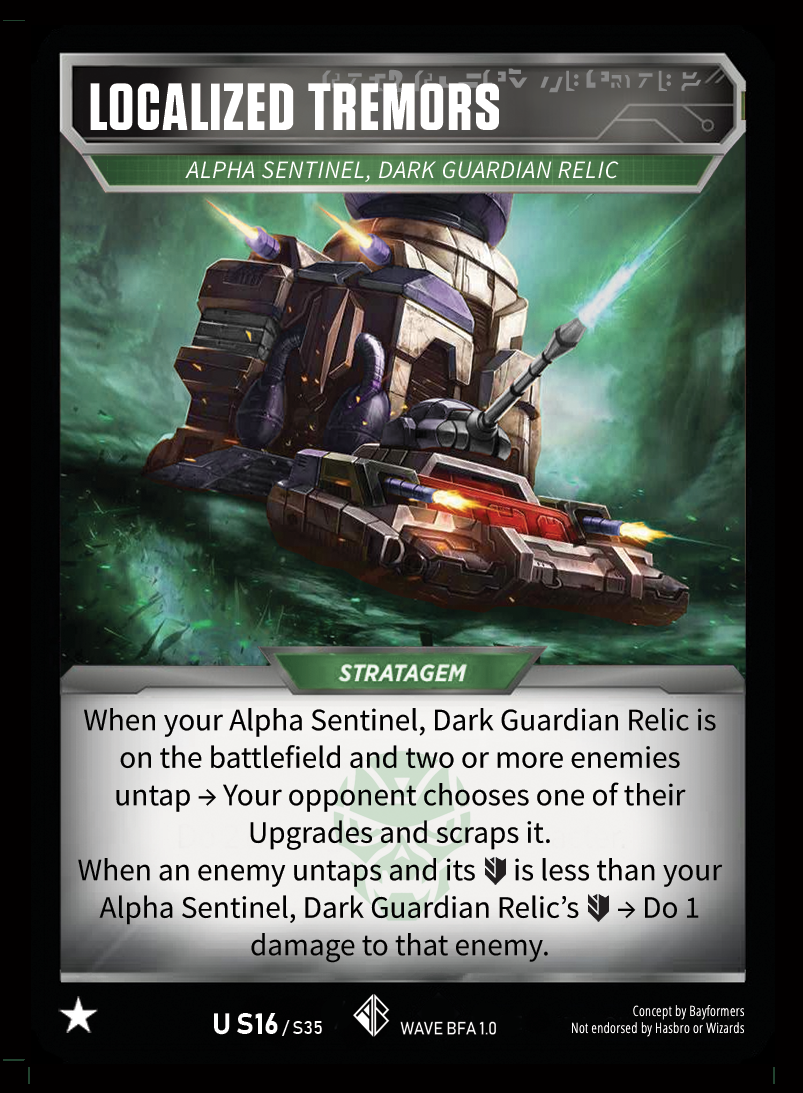 LOCALIZED TREMORS
ALPHA SENTINEL, DARK GUARDIAN RELIC
STRATAGEM
When your Alpha Sentinel, Dark Guardian Relic is
on the battlefield and two or more enemies
untap → Your opponent chooses one of their
Upgrades and scraps it.
When an enemy untaps and its is less than your
Alpha Sentinel, Dark Guardian Relic’s → Do 1
damage to that enemy.
U S16 / S35
WAVE BFA 1.0
Concept by Bayformers
Not endorsed by Hasbro or Wizards